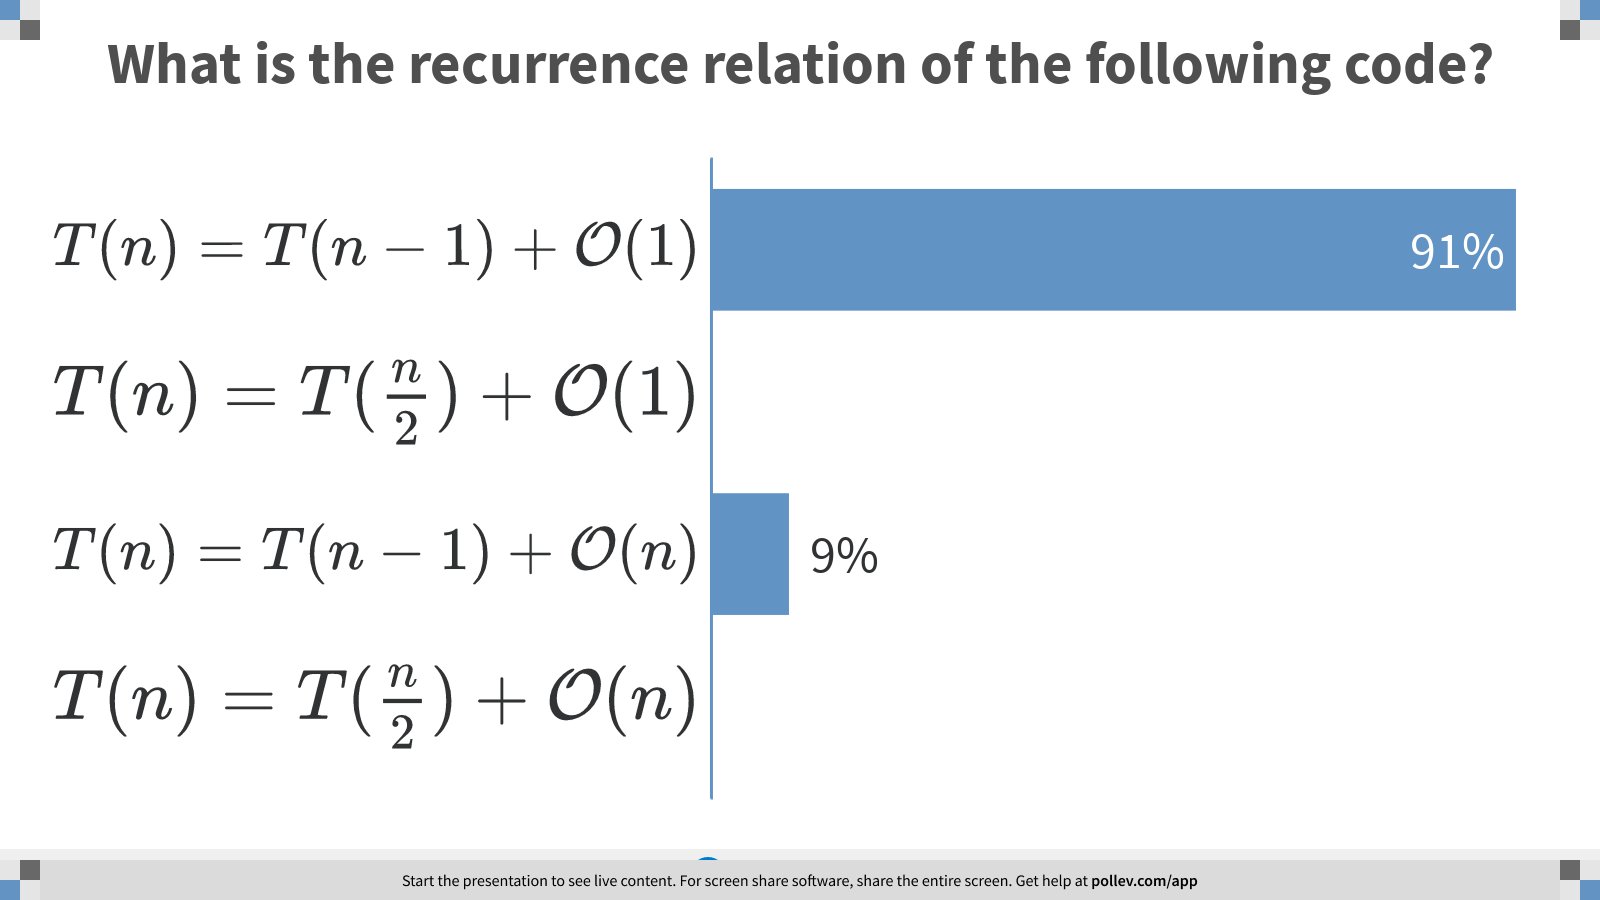 What is the recurrence relation of the following code?
T(n) = T(n − 1) + 𝒪(1)
91%
T(n) = T(n/2) + 𝒪(1)
T(n) = T(n − 1) + 𝒪(n)
9%
T(n) = T(n/2) + 𝒪(n)
Start the presentation to see live content. For screen share software, share the entire screen. Get help at pollev.com/app